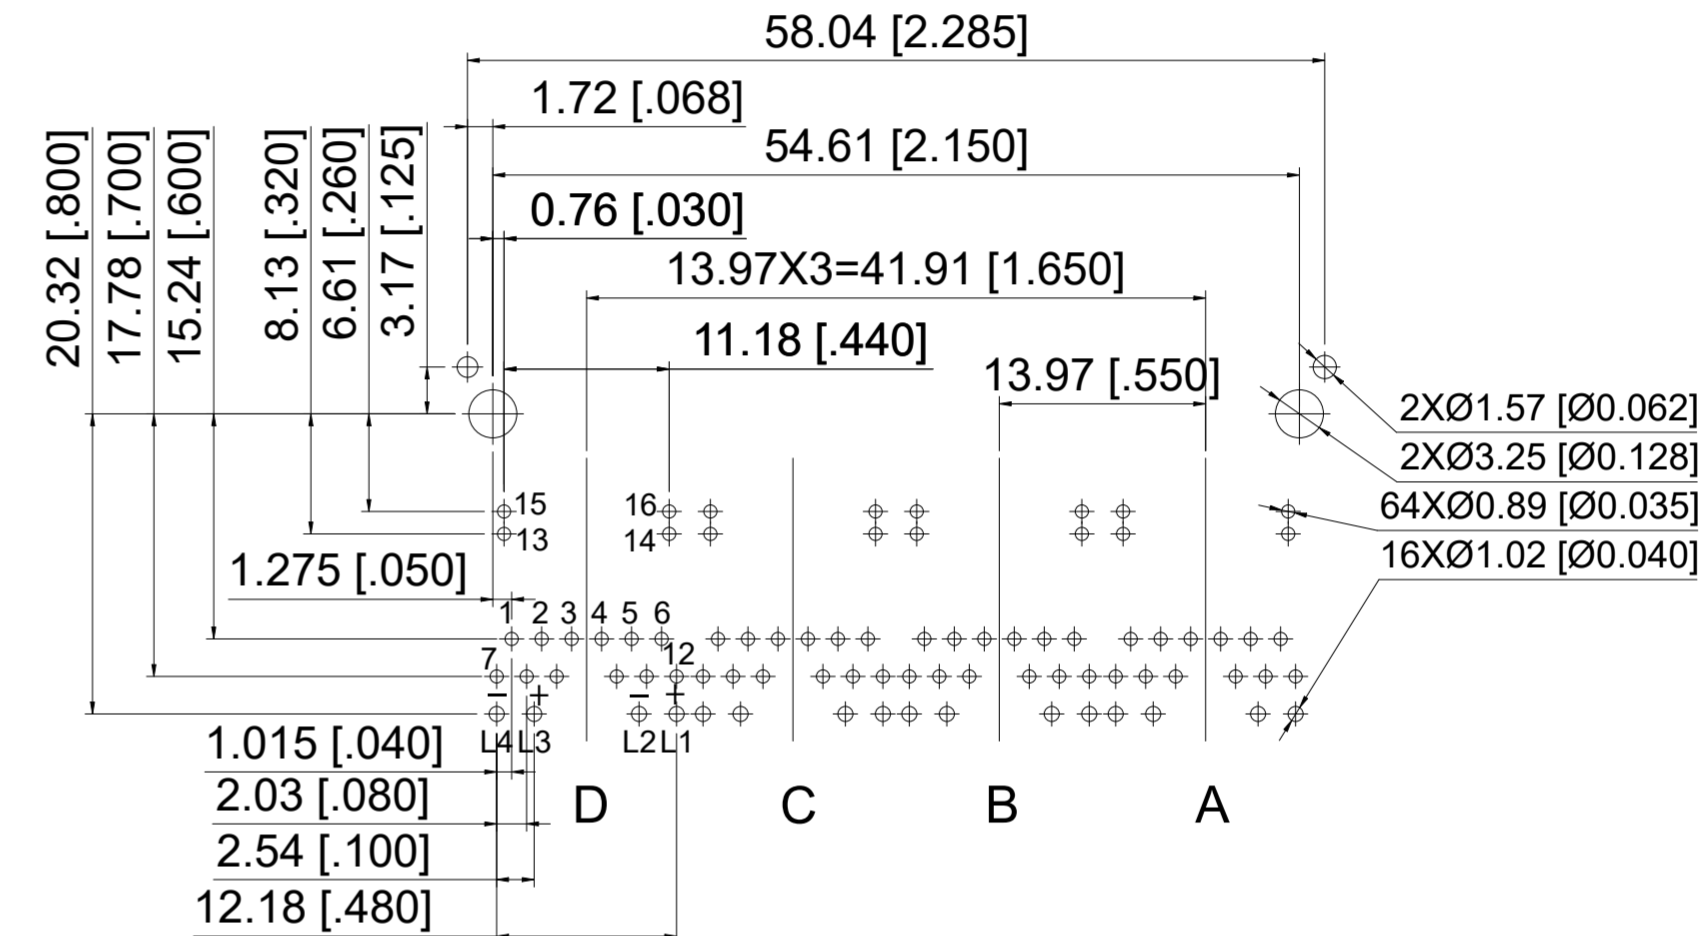 58.04 [2.285]
1.72 [.068]
54.61 [2.150]
0.76 [.030]
13.97X3=41.91 [1.650]
11.18 [.440]
13.97 [.550]
20.32 [.800]
17.78 [.700]
15.24 [.600]
8.13 [.320]
6.61 [.260]
3.17 [.125]
2XØ1.57 [Ø0.062]
2XØ3.25 [Ø0.128]
64XØ0.89 [Ø0.035]
16XØ1.02 [Ø0.040]
15 16
13 14
1.275 [.050]
1 2 3 4 5 6
7 12
– + – +
L4 L3 L2 L1
1.015 [.040]
2.03 [.080]
2.54 [.100]
12.18 [.480]
D C B A